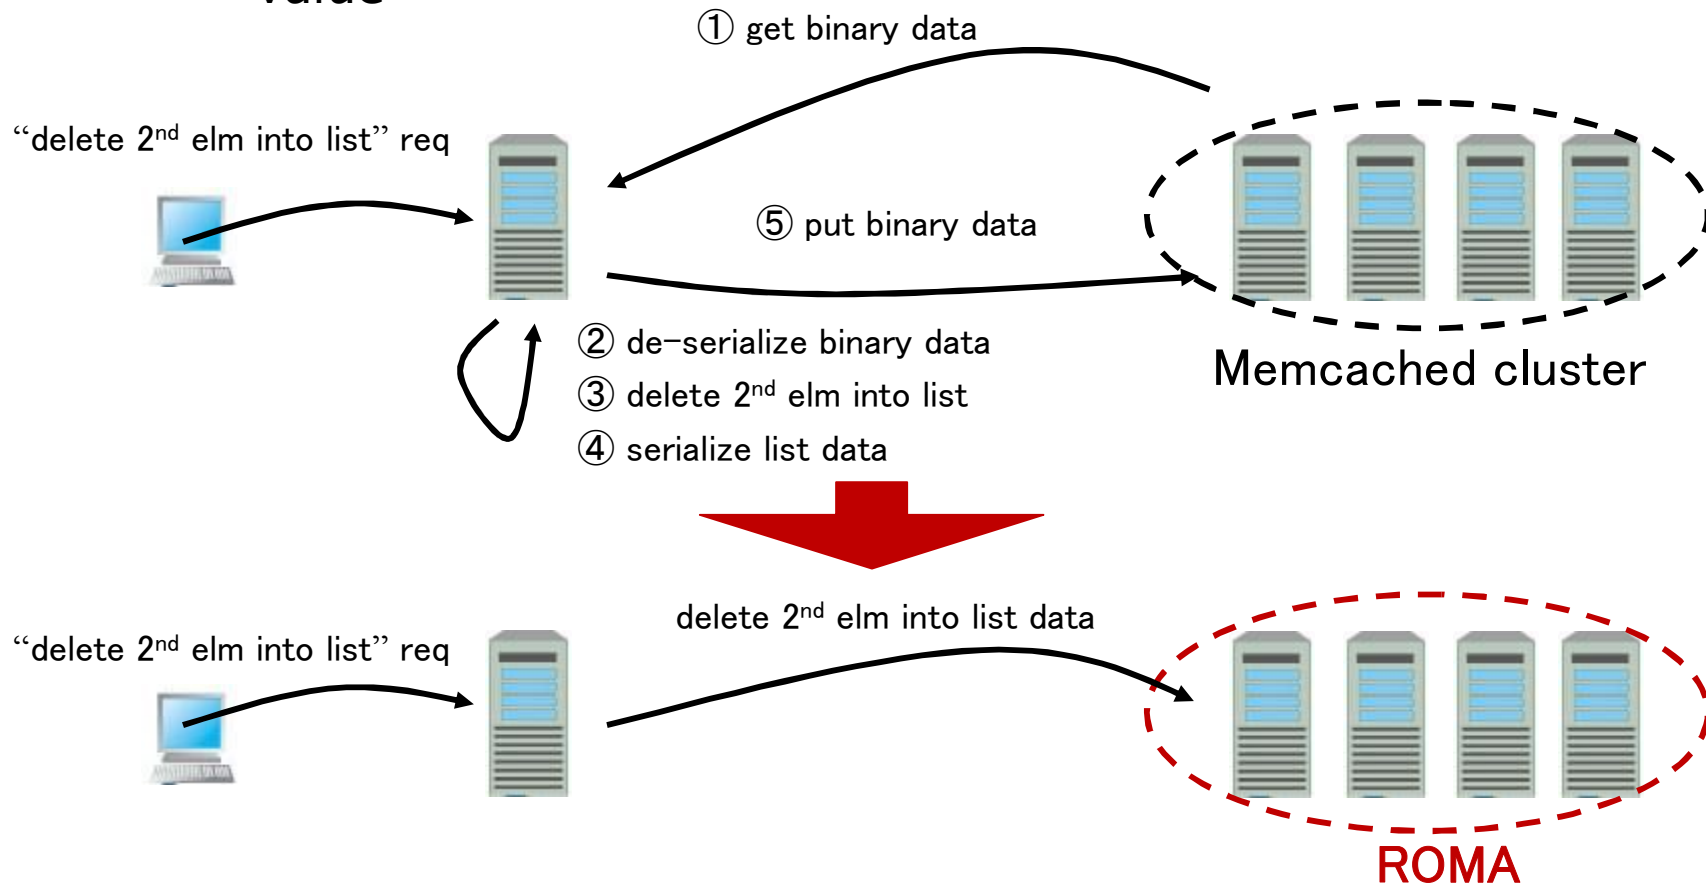 ① get binary data
“delete 2nd elm into list” req
⑤ put binary data
② de-serialize binary data
③ delete 2nd elm into list
④ serialize list data
Memcached cluster
delete 2nd elm into list data
“delete 2nd elm into list” req
ROMA